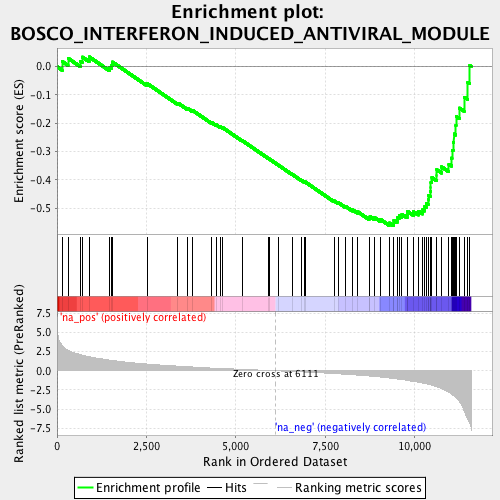 Enrichment plot:
BOSCO_INTERFERON_INDUCED_ANTIVIRAL_MODULE
Enrichment score (ES)
0.0
-0.1
-0.2
-0.3
-0.4
-0.5
'na_pos' (positively correlated)
Ranked list metric (PreRanked)
7.5
5.0
2.5
0.0
-2.5
-5.0
-7.5
Zero cross at 6111
'na_neg' (negatively correlated)
0
2,500
5,000
7,500
10,000
Rank in Ordered Dataset
Enrichment profile
Hits
Ranking metric scores